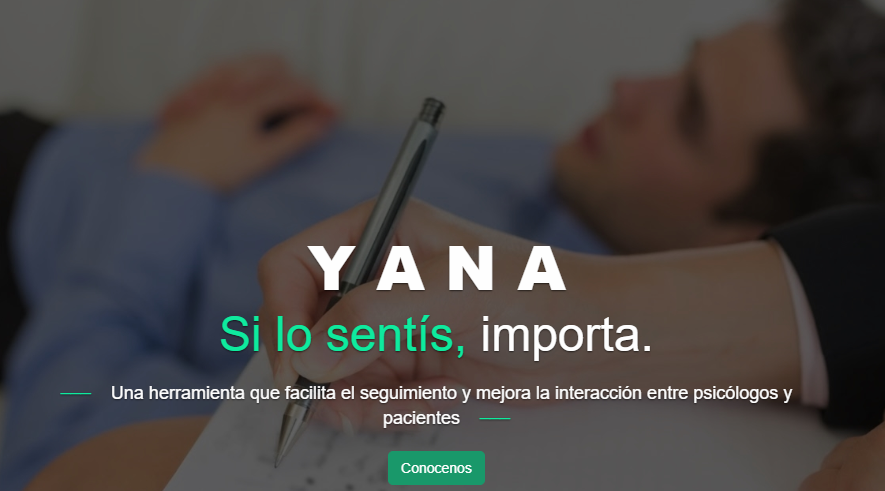 YANA
Si lo sentís, importa.
Una herramienta que facilita el seguimiento y mejora la interacción entre psicólogos y
pacientes
Conocenos